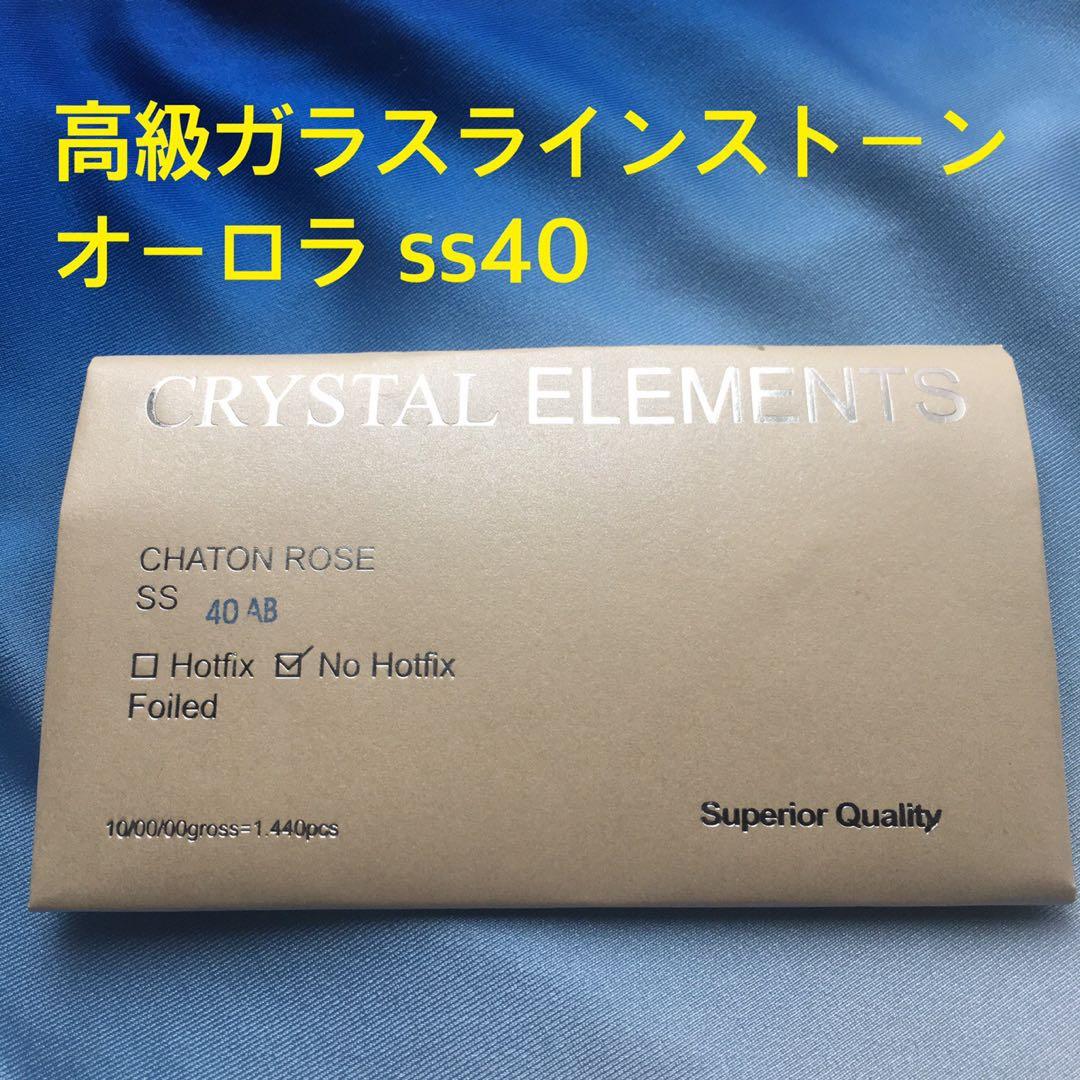 高級ガラスラインストーン
オーロラ ss40
CRYSTAL ELEMENTS
CHATON ROSE
SS 40 AB
Hotfix No Hotfix
Foiled
10/00/00gross=1.440pcs
Superior Quality